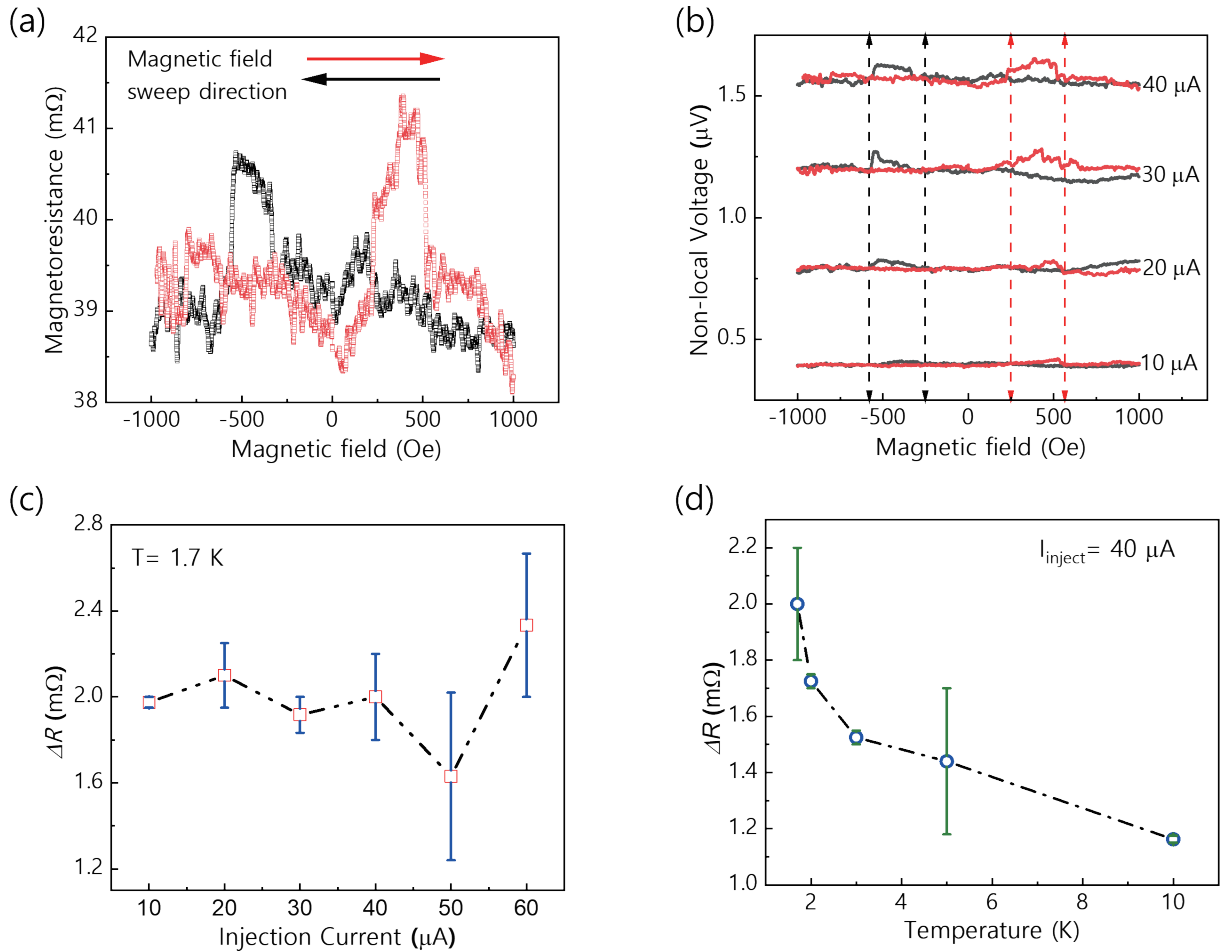 (a)
42
41
40
39
38
Magnetoresistance (mΩ)
Magnetic field
sweep direction
-1000 -500 0 500 1000
Magnetic field (Oe)
(b)
1.5
1.0
0.5
Non-local Voltage (μV)
40 μA
30 μA
20 μA
10 μA
-1000 -500 0 500 1000
Magnetic field (Oe)
(c)
2.8
2.4
2.0
1.6
1.2
ΔR (mΩ)
T= 1.7 K
10 20 30 40 50 60
Injection Current (μA)
(d)
2.2
2.0
1.8
1.6
1.4
1.2
1.0
ΔR (mΩ)
Iinject= 40 μA
2 4 6 8 10
Temperature (K)